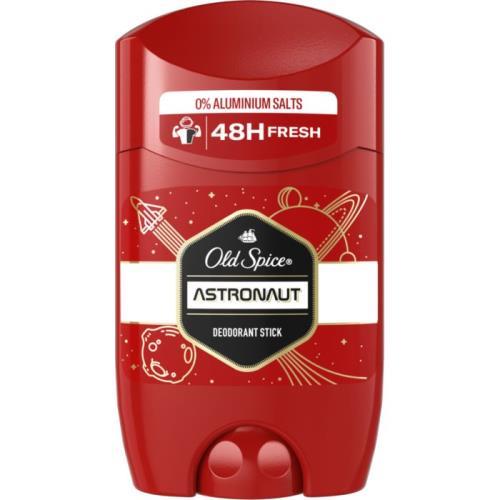 0% ALUMINIUM SALTS
48H FRESH
Old Spice®
ASTRONAUT
DEODORANT STICK